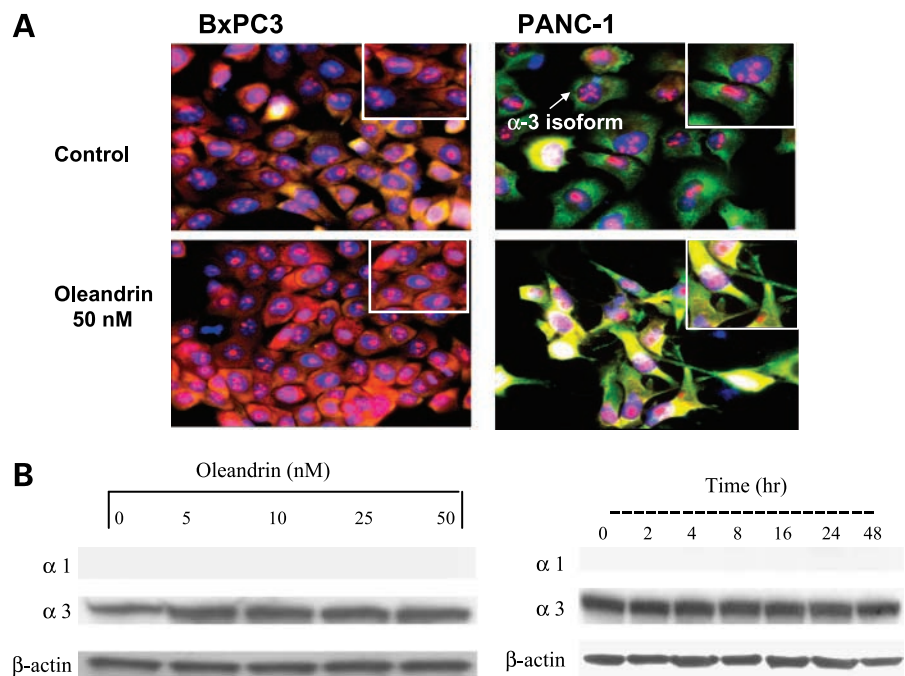 A
BxPC3
PANC-1
Control
α-3 isoform
Oleandrin
50 nM
B
Oleandrin (nM)
0 5 10 25 50
α 1
α 3
β-actin
Time (hr)
0 2 4 8 16 24 48
α 1
α 3
β-actin